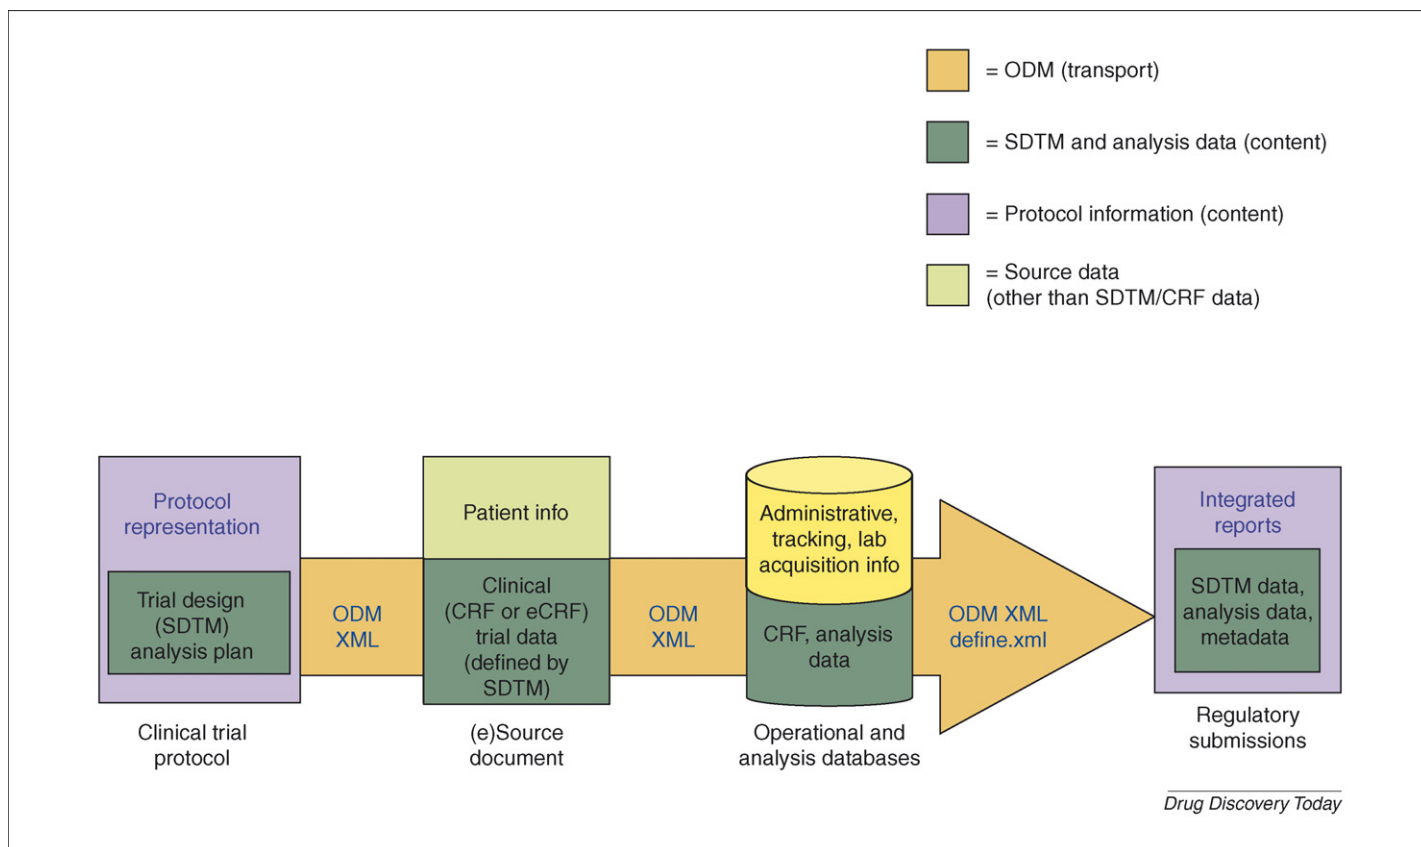 = ODM (transport)
= SDTM and analysis data (content)
= Protocol information (content)
= Source data
(other than SDTM/CRF data)
Protocol
representation
Trial design
(SDTM)
analysis plan
Clinical trial
protocol
ODM
XML
Patient info
Clinical
(CRF or eCRF)
trial data
(defined by
SDTM)
(e)Source
document
ODM
XML
Administrative,
tracking, lab
acquisition info
CRF, analysis
data
Operational and
analysis databases
ODM XML
define.xml
Integrated
reports
SDTM data,
analysis data,
metadata
Regulatory
submissions
Drug Discovery Today